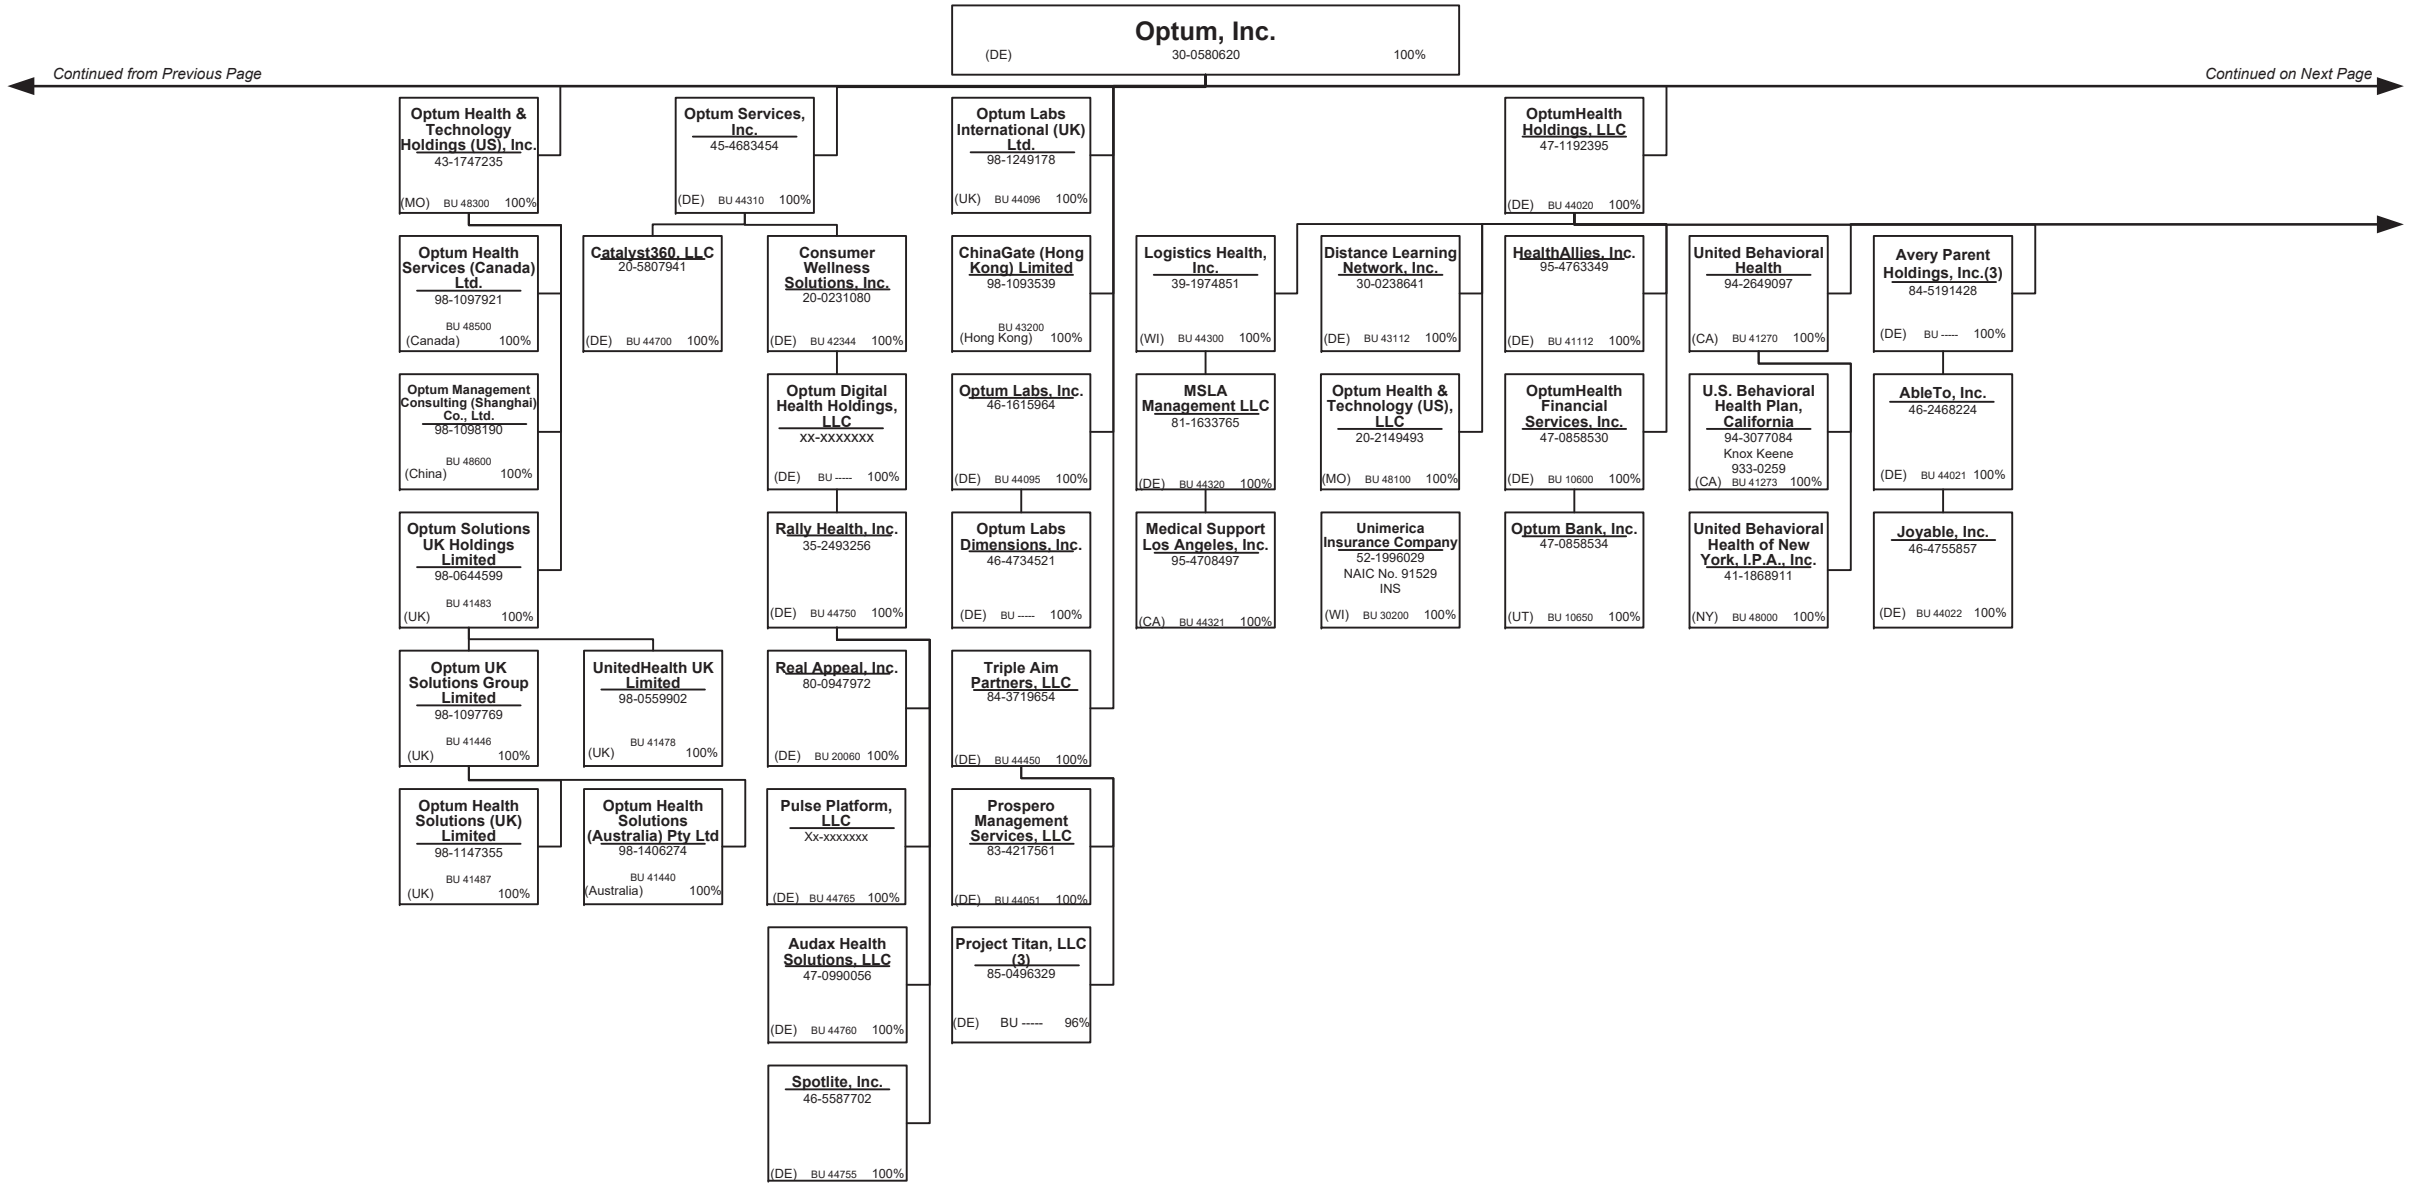 Optum, Inc.
(DE) 30-0580620 100%
Continued from Previous Page
Continued on Next Page
Optum Health &
Technology
Holdings (US), Inc.
43-1747235
(MO) BU 48300 100%
Optum Services,
Inc.
45-4683454
(DE) BU 44310 100%
Optum Labs
International (UK)
Ltd.
98-1249178
(UK) BU 44096 100%
OptumHealth
Holdings, LLC
47-1192395
(DE) BU 44020 100%
Optum Health
Services (Canada)
Ltd.
98-1097921
BU 48500
(Canada) 100%
Catalyst360, LLC
20-5807941
(DE) BU 44700 100%
Consumer
Wellness
Solutions, Inc.
20-0231080
(DE) BU 42344 100%
ChinaGate (Hong
Kong) Limited
98-1093539
BU 43200
(Hong Kong) 100%
Logistics Health,
Inc.
39-1974851
(WI) BU 44300 100%
Distance Learning
Network, Inc.
30-0238641
(DE) BU 43112 100%
HealthAllies, Inc.
95-4763349
(DE) BU 41112 100%
United Behavioral
Health
94-2649097
(CA) BU 41270 100%
Avery Parent
Holdings, Inc.(3)
84-5191428
(DE) BU ----- 100%
Optum Management
Consulting (Shanghai)
Co., Ltd.
98-1098190
BU 48600
(China) 100%
Optum Digital
Health Holdings,
LLC
xx-xxxxxxx
(DE) BU ----- 100%
Optum Labs, Inc.
46-1615964
(DE) BU 44095 100%
MSLA
Management LLC
81-1633765
(DE) BU 44320 100%
Optum Health &
Technology (US),
LLC
20-2149493
(MO) BU 48100 100%
OptumHealth
Financial
Services, Inc.
47-0858530
(DE) BU 10600 100%
U.S. Behavioral
Health Plan,
California
94-3077084
Knox Keene
933-0259
(CA) BU 41273 100%
AbleTo, Inc.
46-2468224
(DE) BU 44021 100%
Optum Solutions
UK Holdings
Limited
98-0644599
BU 41483
(UK) 100%
Rally Health, Inc.
35-2493256
(DE) BU 44750 100%
Optum Labs
Dimensions, Inc.
46-4734521
(DE) BU ----- 100%
Medical Support
Los Angeles, Inc.
95-4708497
(CA) BU 44321 100%
Unimerica
Insurance Company
52-1996029
NAIC No. 91529
INS
(WI) BU 30200 100%
Optum Bank, Inc.
47-0858534
(UT) BU 10650 100%
United Behavioral
Health of New
York, I.P.A., Inc.
41-1868911
(NY) BU 48000 100%
Joyable, Inc.
46-4755857
(DE) BU 44022 100%
Optum UK
Solutions Group
Limited
98-1097769
BU 41446
(UK) 100%
UnitedHealth UK
Limited
98-0559902
BU 41478
(UK) 100%
Real Appeal, Inc.
80-0947972
(DE) BU 20060 100%
Triple Aim
Partners, LLC
84-3719654
(DE) BU 44450 100%
Optum Health
Solutions (UK)
Limited
98-1147355
BU 41487
(UK) 100%
Optum Health
Solutions
(Australia) Pty Ltd
98-1406274
BU 41440
(Australia) 100%
Pulse Platform,
LLC
Xx-xxxxxxx
(DE) BU 44765 100%
Prospero
Management
Services, LLC
83-4217561
(DE) BU 44051 100%
Audax Health
Solutions, LLC
47-0990056
(DE) BU 44760 100%
Project Titan, LLC
(3)
85-0496329
(DE) BU ----- 96%
Spotlite, Inc.
46-5587702
(DE) BU 44755 100%